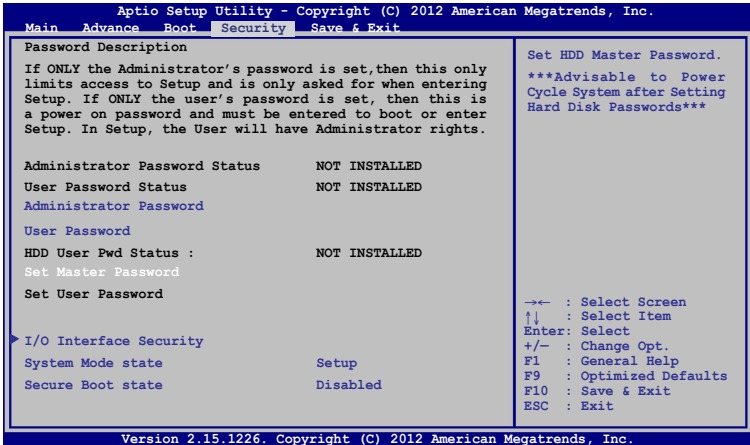 Aptio Setup Utility - Copyright (C) 2012 American Megatrends, Inc.
Main Advance Boot Security Save & Exit
Password Description
If ONLY the Administrator's password is set,then this only
limits access to Setup and is only asked for when entering
Setup. If ONLY the user's password is set, then this is
a power on password and must be entered to boot or enter
Setup. In Setup, the User will have Administrator rights.
Administrator Password Status NOT INSTALLED
User Password Status NOT INSTALLED
Administrator Password
User Password
HDD User Pwd Status : NOT INSTALLED
Set Master Password
Set User Password
I/O Interface Security
System Mode state Setup
Secure Boot state Disabled
Set HDD Master Password.
***Advisable to Power
Cycle System after Setting
Hard Disk Passwords***
→← : Select Screen
↑↓ : Select Item
Enter: Select
+/— : Change Opt.
F1 : General Help
F9 : Optimized Defaults
F10 : Save & Exit
ESC : Exit
Version 2.15.1226. Copyright (C) 2012 American Megatrends, Inc.